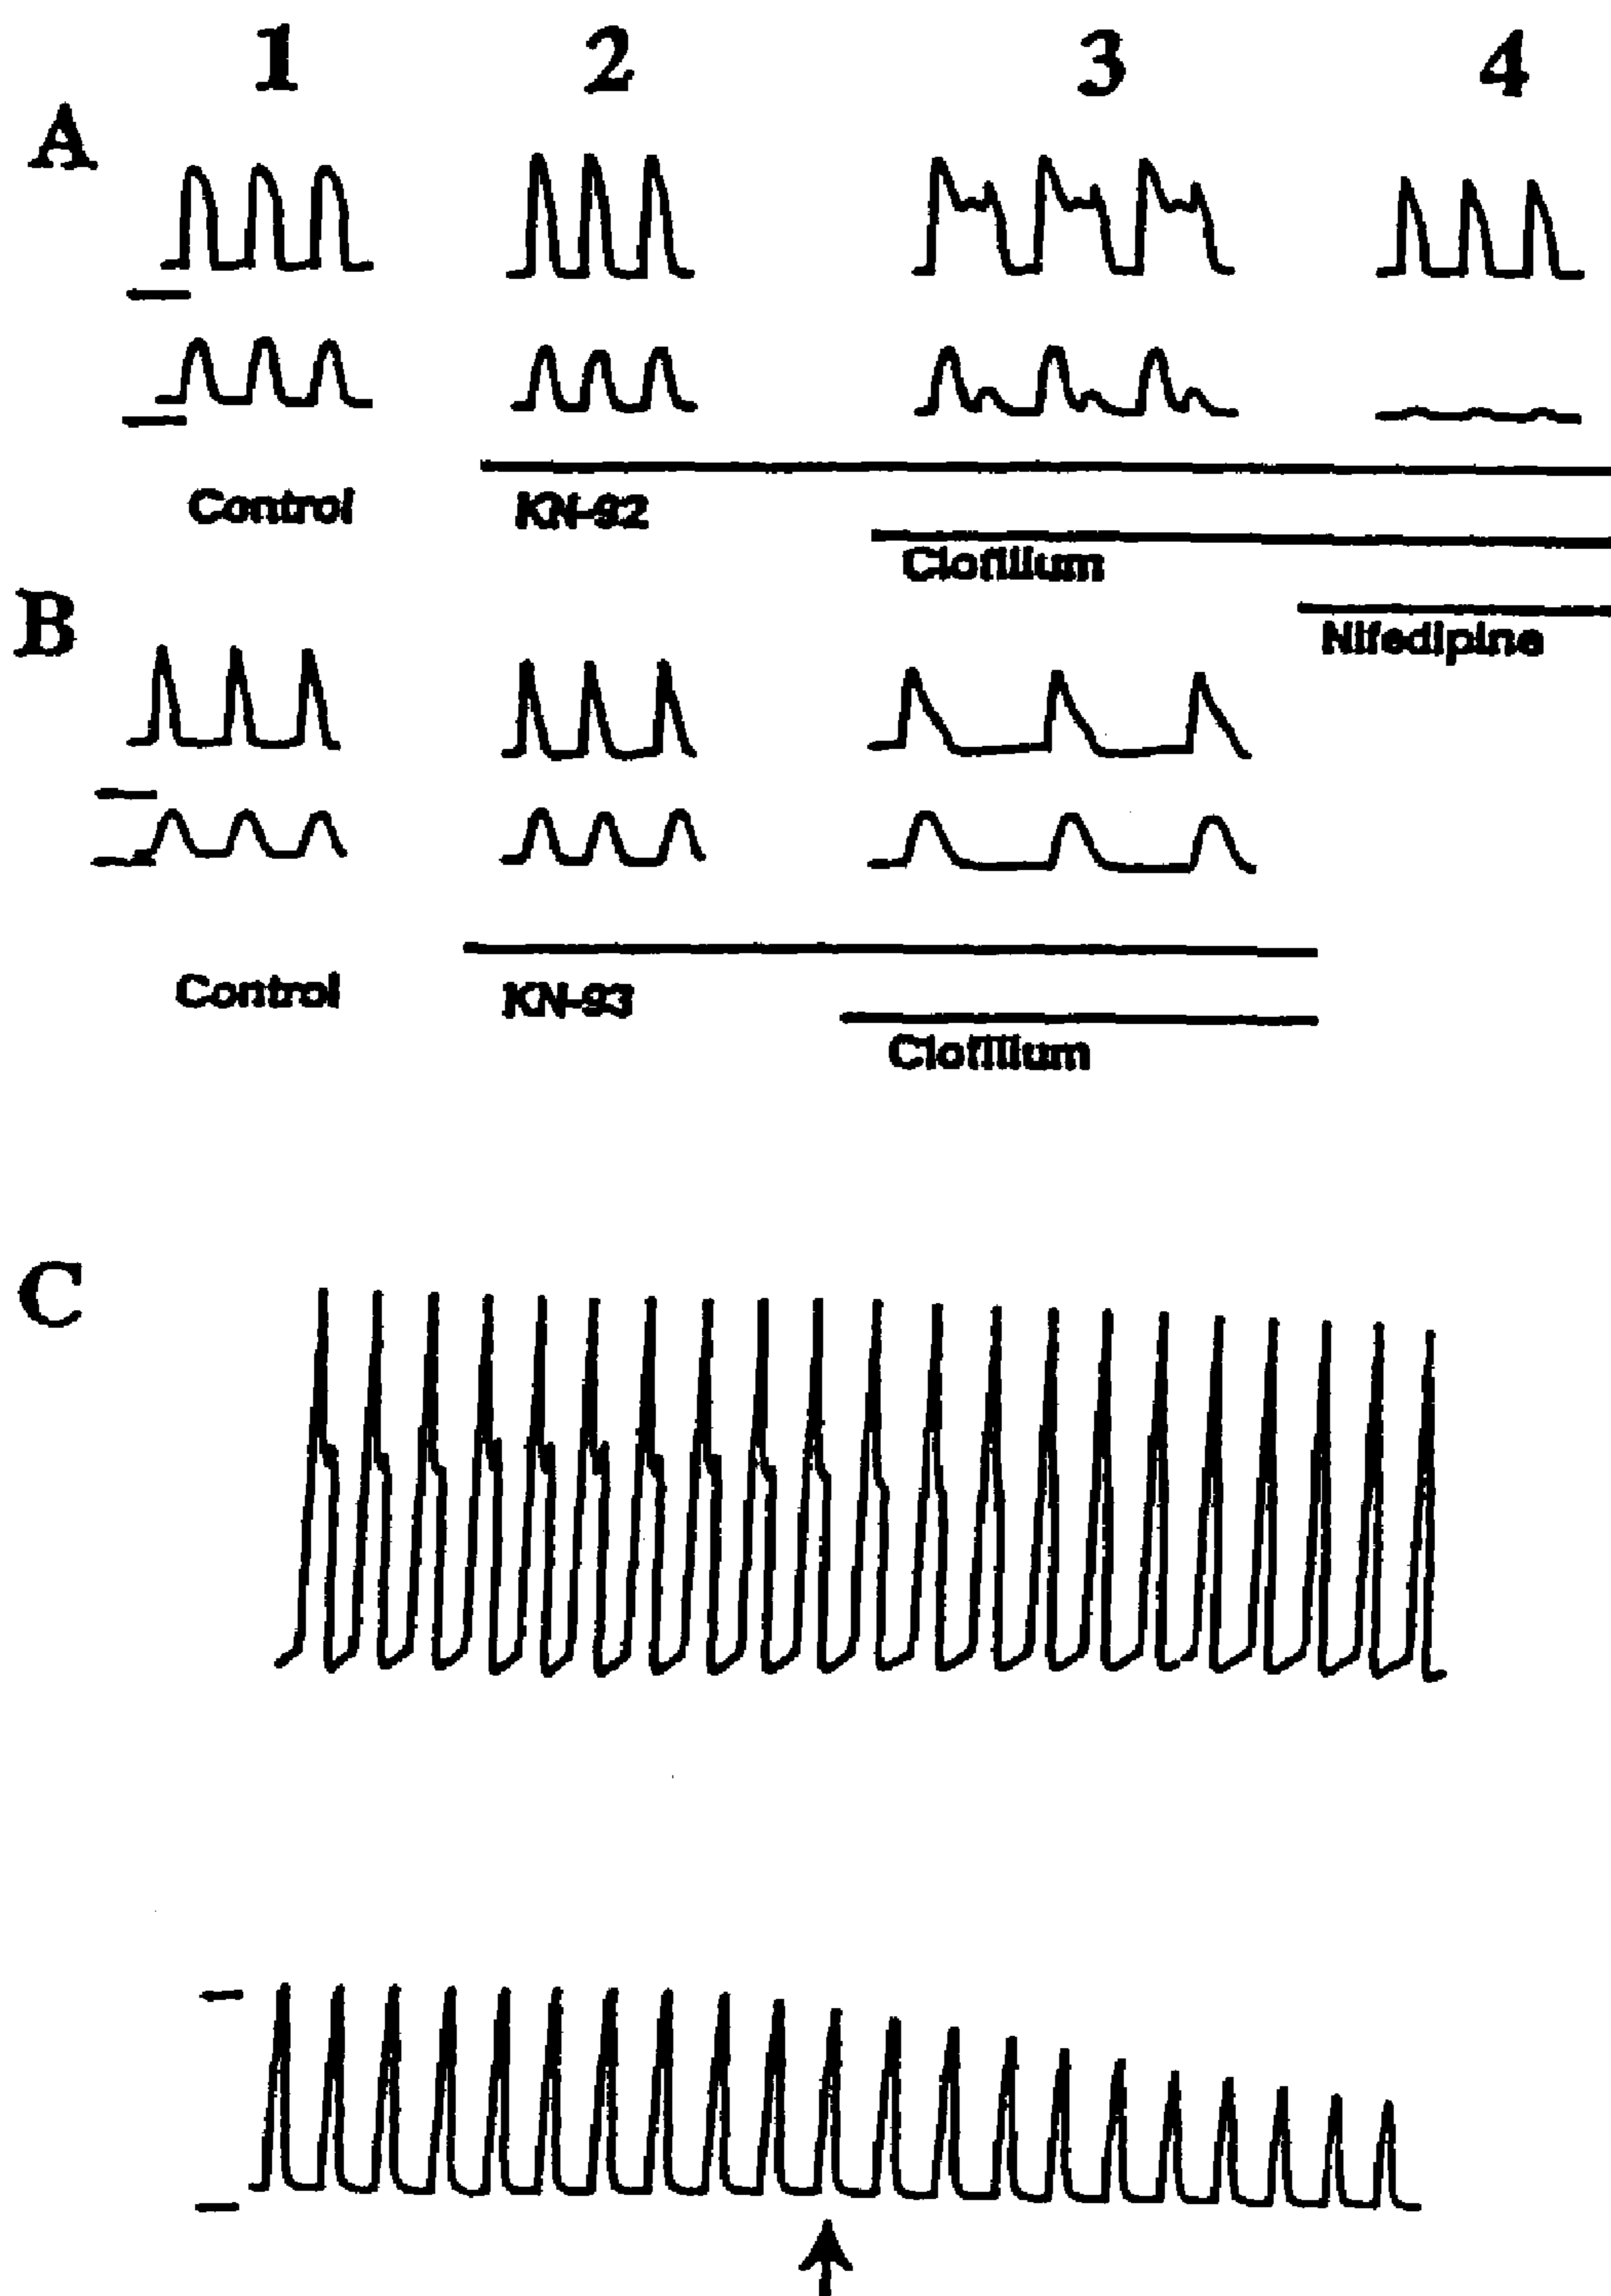 1 2 3 4
A
Control KN-92
Clofilium
B
Nifedipine
Control KN-93
Clofilium
C